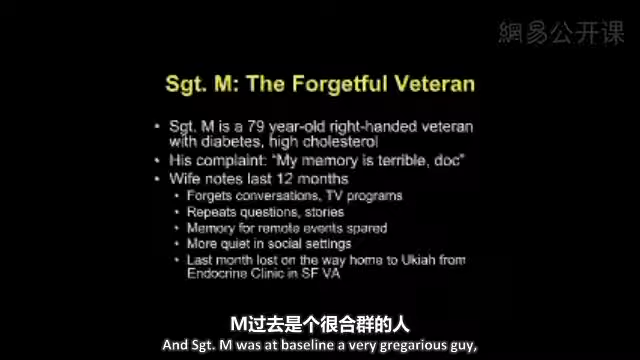 網易公开课
Sgt. M: The Forgetful Veteran
• Sgt. M is a 79 year-old right-handed veteran
with diabetes, high cholesterol
• His complaint: “My memory is terrible, doc”
• Wife notes last 12 months
• Forgets conversations, TV programs
• Repeats questions, stories
• Memory for remote events spared
• More quiet in social settings
• Last month lost on the way home to Ukiah from
Endocrine Clinic in SF VA
M过去是个很合群的人
And Sgt. M was at baseline a very gregarious guy,